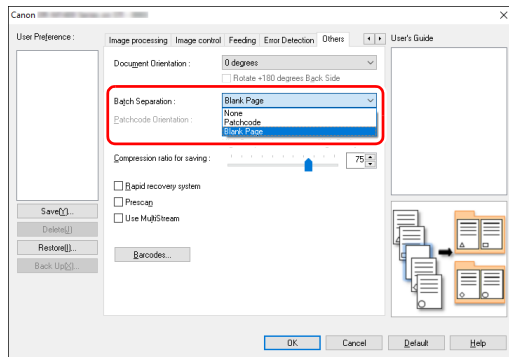 Canon
User Preference :
Image processing Image control Feeding Error Detection Others
User's Guide
Document Orientation :
0 degrees
Rotate +180 degrees Back Side
Batch Separation :
Blank Page
None
Patchcode
Blank Page
Patchcode Orientation :
Compression ratio for saving :
75
Rapid recovery system
Prescan
Use MultiStream
Barcodes...
Save(Y)...
Delete(J)
Restore(I)...
Back Up(M)...
OK Cancel Default Help